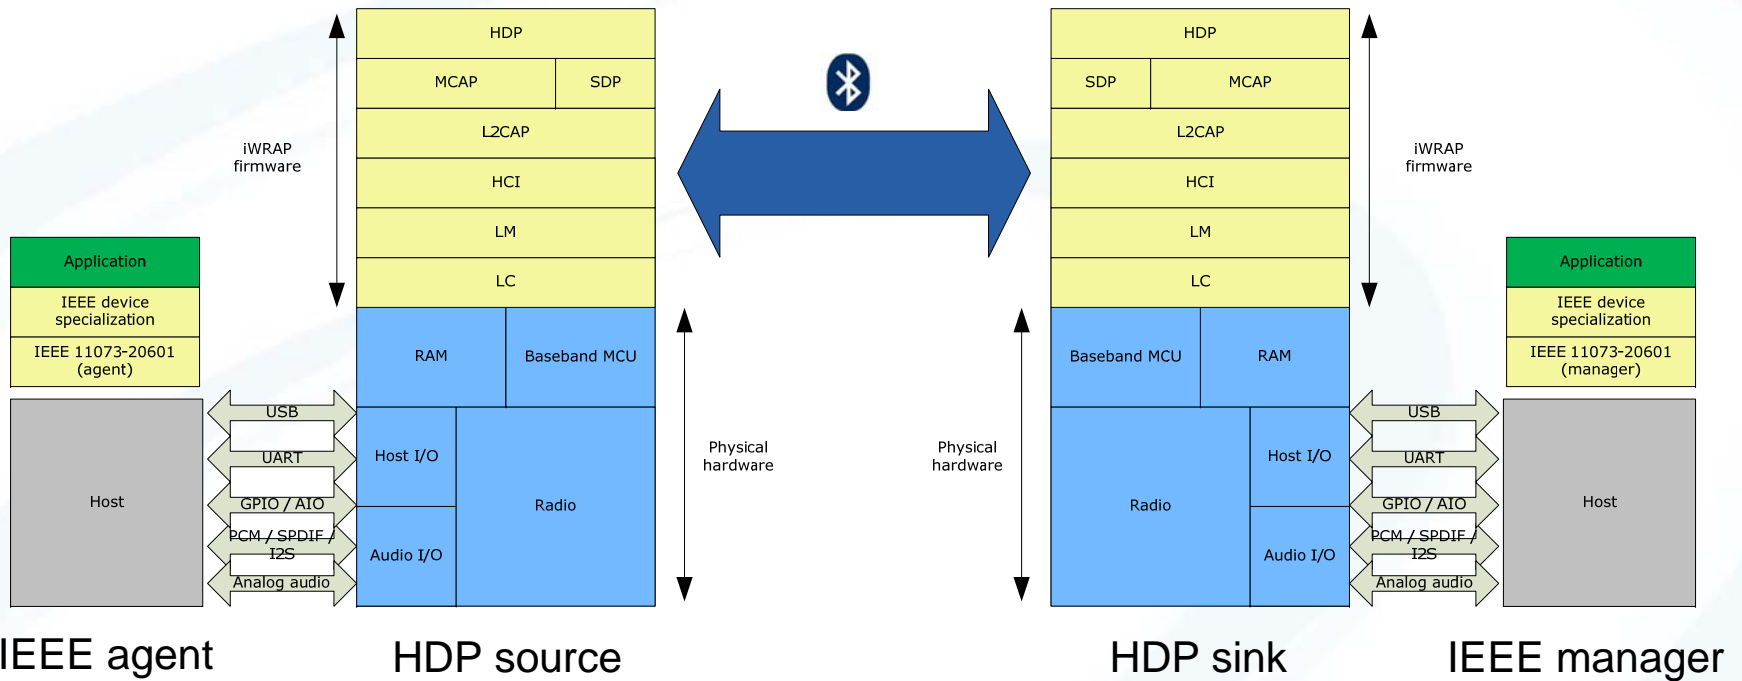 HDP
MCAP
SDP
L2CAP
HCI
LM
LC
iWRAP
firmware
Application
IEEE device
specialization
IEEE 11073-20601
(agent)
Host
USB
UART
GPIO / AIO
PCM / SPDIF /
I2S
Analog audio
RAM
Baseband MCU
Host I/O
Audio I/O
Radio
Physical
hardware
HDP
SDP
MCAP
L2CAP
HCI
LM
LC
iWRAP
firmware
Physical
hardware
Baseband MCU
RAM
Radio
Host I/O
Audio I/O
USB
UART
GPIO / AIO
PCM / SPDIF /
I2S
Analog audio
Application
IEEE device
specialization
IEEE 11073-20601
(manager)
Host
IEEE agent
HDP source
HDP sink
IEEE manager